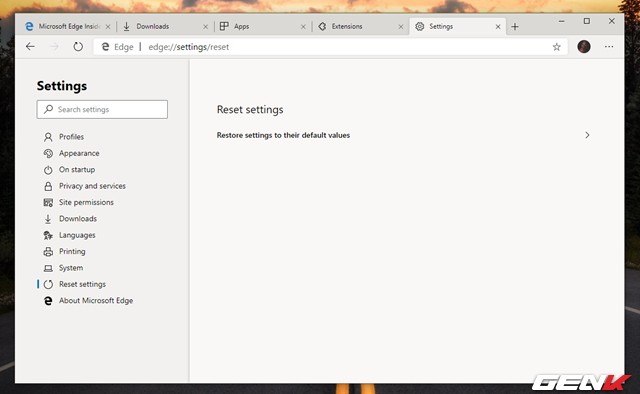 Microsoft Edge Insid
Downloads
Apps
Extensions
Settings
Edge
edge://settings/reset
Settings
Search settings
Profiles
Appearance
On startup
Privacy and services
Site permissions
Downloads
Languages
Printing
System
Reset settings
About Microsoft Edge
Reset settings
Restore settings to their default values
GENK